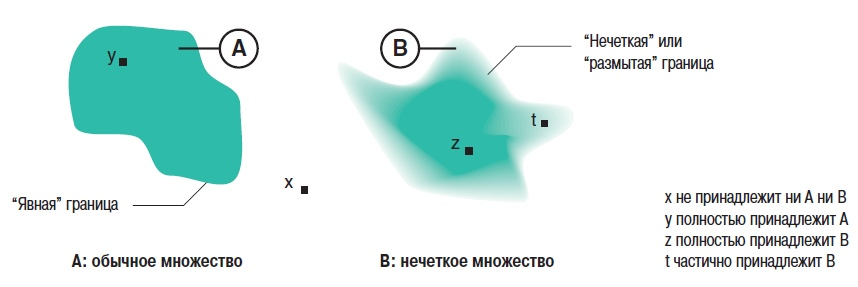 y
A
B
"Нечеткая" или
"размытая" граница
t
z
x
"Явная" граница
x не принадлежит ни A ни B
y полностью принадлежит A
z полностью принадлежит B
t частично принадлежит B
A: обычное множество
B: нечеткое множество